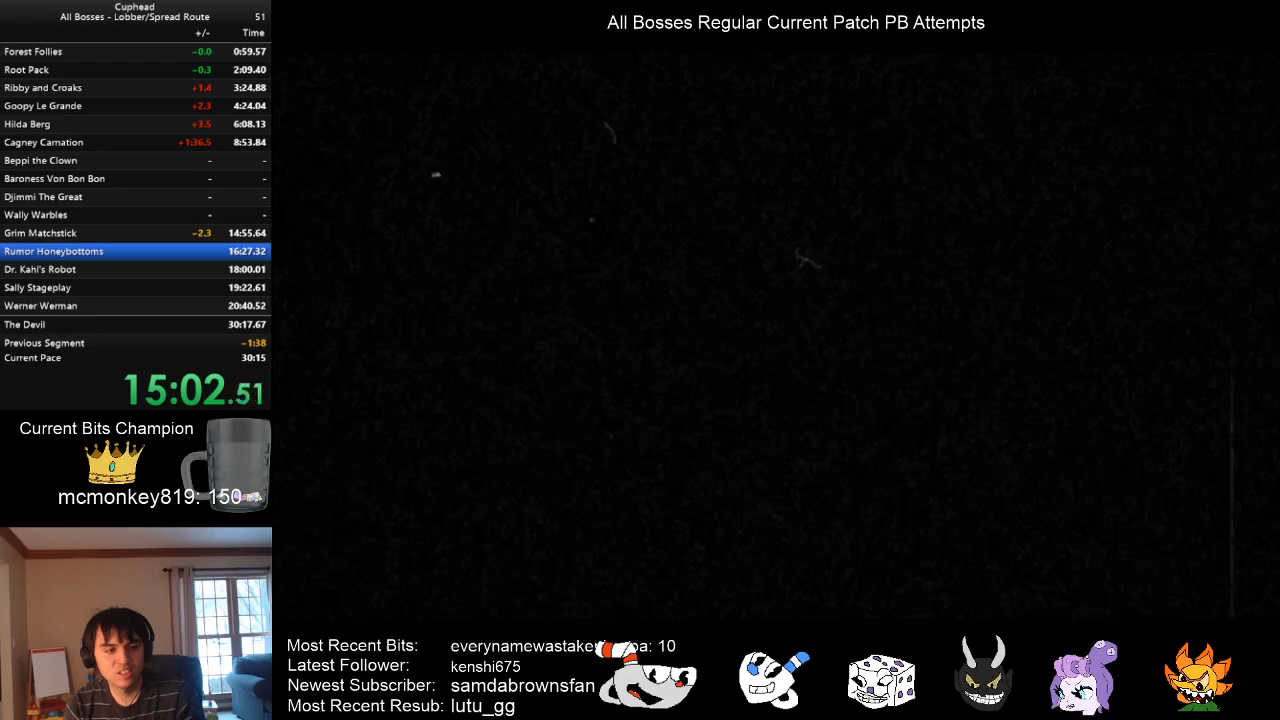 Cuphead
All Bosses - Lobber/Spread Route 51
+/- Time
Forest Follies -0.0 0:59.57
Root Pack -0.3 2:09.40
Ribby and Croaks +1.4 3:24.88
Goopy Le Grande +2.3 4:24.04
Hilda Berg +3.5 6:08.13
Cagney Carnation +1:36.5 8:53.84
Beppi the Clown - -
Baroness Von Bon Bon - -
Djimmi The Great - -
Wally Warbles - -
Grim Matchstick -2.3 14:55.64
Rumor Honeybottoms 16:27.32
Dr. Kahl's Robot 18:00.01
Sally Stageplay 19:22.61
Werner Werman 20:40.52
The Devil 30:17.67
Previous Segment -1:38
Current Pace 30:15
15:02.51
Current Bits Champion
mcmonkey819: 150
All Bosses Regular Current Patch PB Attempts
Most Recent Bits: 10
Latest Follower: kenshi675
Newest Subscriber: samdabrownsfan
Most Recent Resub: lutu_gg